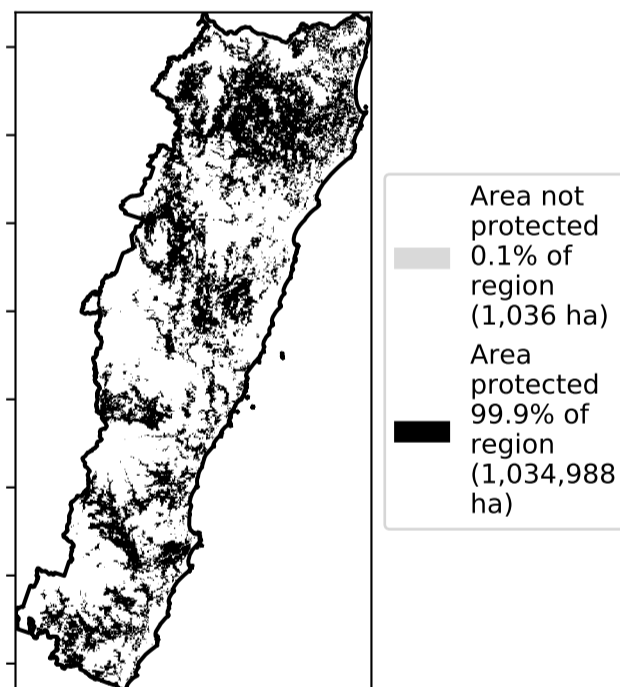 Area not
protected
0.1% of
region
(1,036 ha)
Area
protected
99.9% of
region
(1,034,988
ha)